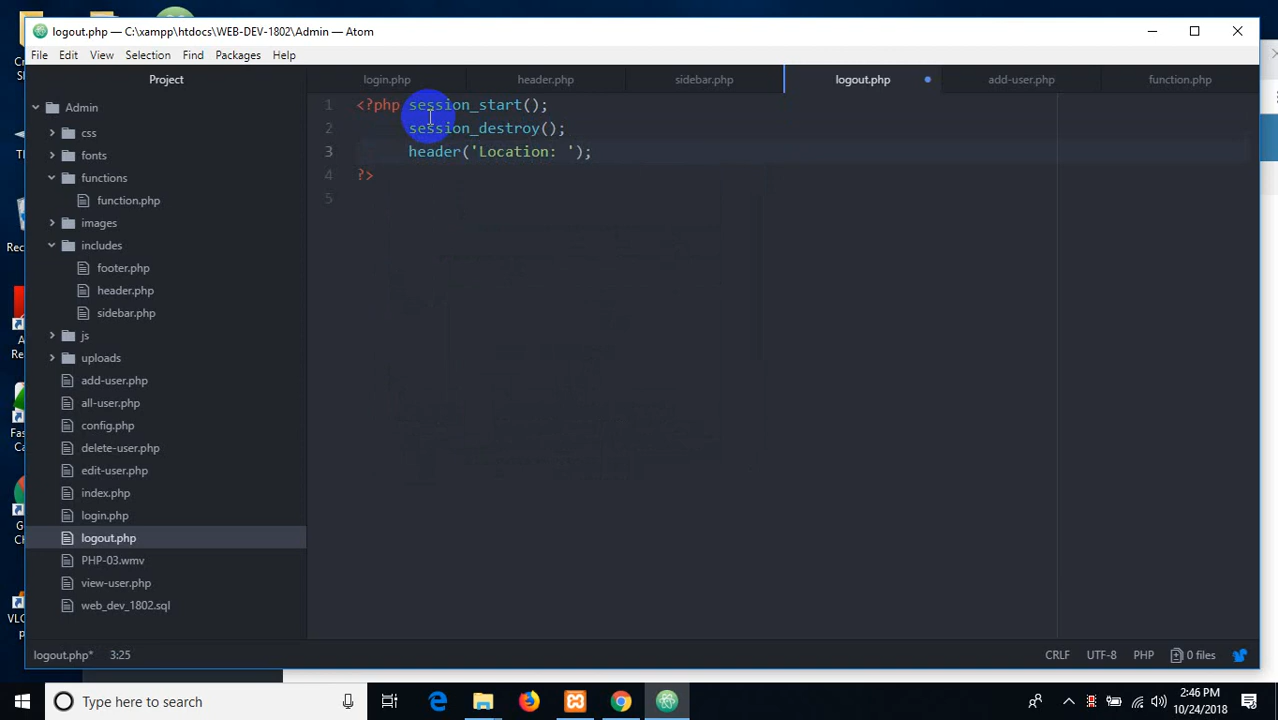 logout.php — C:\xampp\htdocs\WEB-DEV-1802\Admin — Atom
File Edit View Selection Find Packages Help
Project
login.php header.php sidebar.php logout.php add-user.php function.php
Admin
css
fonts
functions
function.php
images
includes
footer.php
header.php
sidebar.php
js
uploads
add-user.php
all-user.php
config.php
delete-user.php
edit-user.php
index.php
login.php
logout.php
PHP-03.wmv
view-user.php
web_dev_1802.sql
1 <?php session_start();
2 session_destroy();
3 header('Location: ');
4 ?>
5
logout.php* 3:25 CRLF UTF-8 PHP 0 files
Type here to search
2:46 PM
10/24/2018